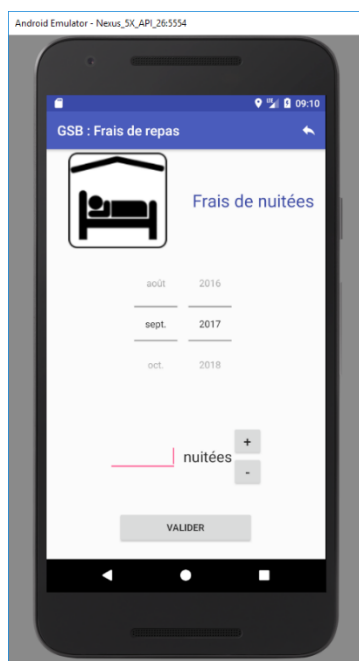 Android Emulator - Nexus_5X_API_26:5554
09:10
GSB : Frais de repas
Frais de nuitées
août 2016
sept. 2017
oct. 2018
+
nuitées
-
VALIDER